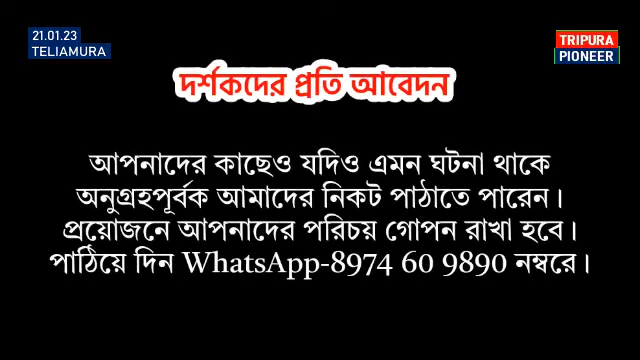 21.01.23
TELIAMURA
TRIPURA
PIONEER
দর্শকদের প্রতি আবেদন
আপনাদের কাছেও যদিও এমন ঘটনা থাকে
অনুগ্রহপূর্বক আমাদের নিকট পাঠাতে পারেন।
প্রয়োজনে আপনাদের পরিচয় গোপন রাখা হবে।
পাঠিয়ে দিন WhatsApp-8974 60 9890 নম্বরে।